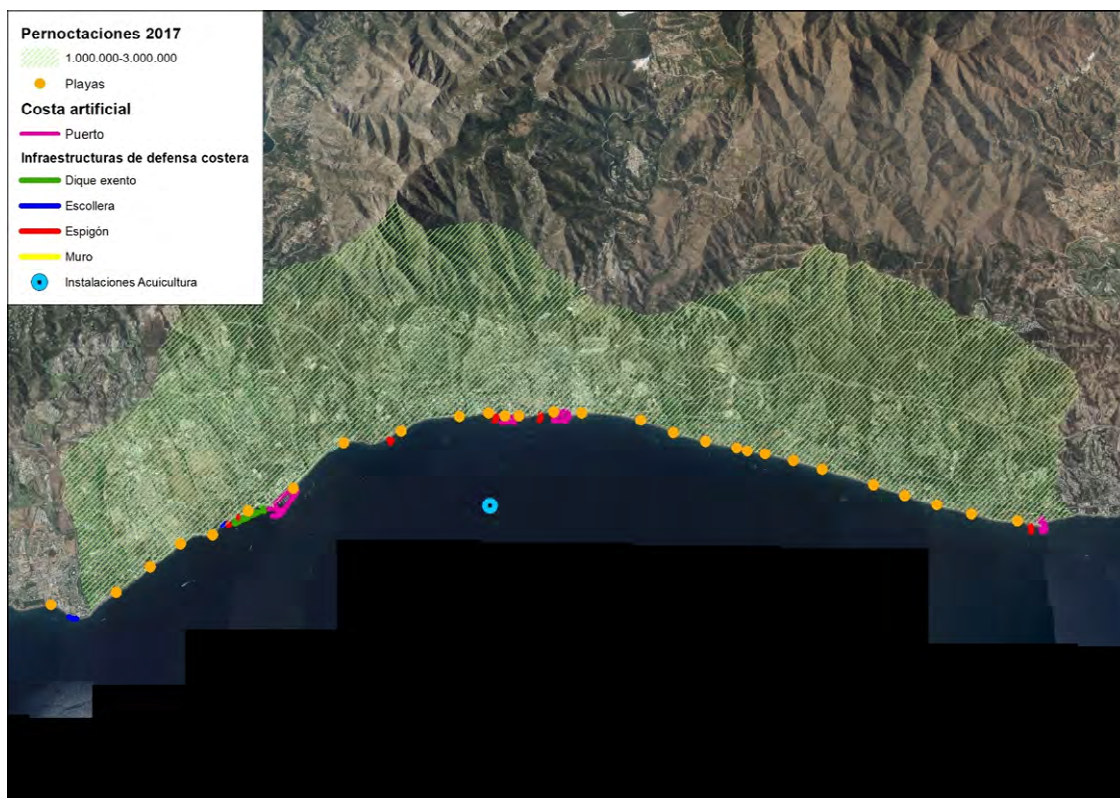 Pernoctaciones 2017
1.000.000-3.000.000
Playas
Costa artificial
Puerto
Infraestructuras de defensa costera
Dique exento
Escollera
Espigón
Muro
Instalaciones Acuicultura